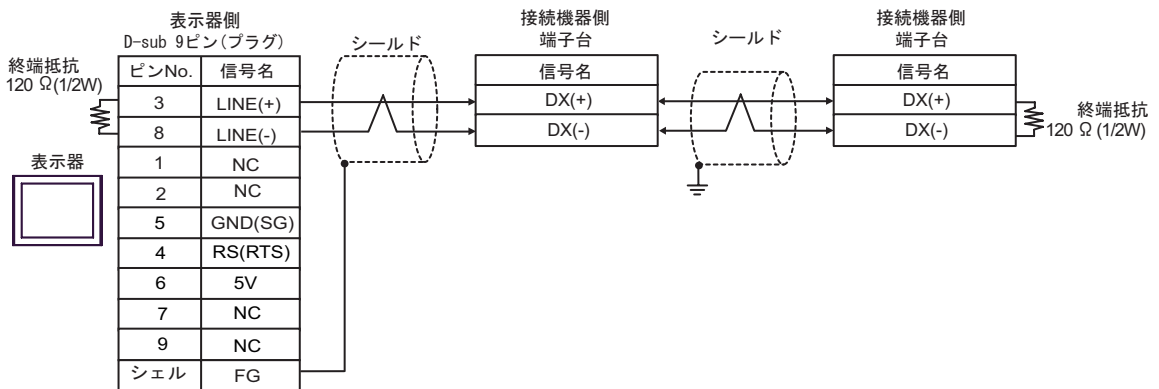 表示器側
D-sub 9ピン(プラグ)
シールド
接続機器側
端子台
シールド
接続機器側
端子台
終端抵抗
120 Ω(1/2W)
ピンNo. 信号名
3 LINE(+)
8 LINE(-)
1 NC
2 NC
5 GND(SG)
4 RS(RTS)
6 5V
7 NC
9 NC
シェル FG
表示器
信号名
DX(+)
DX(-)
信号名
DX(+)
DX(-)
終端抵抗
120 Ω (1/2W)